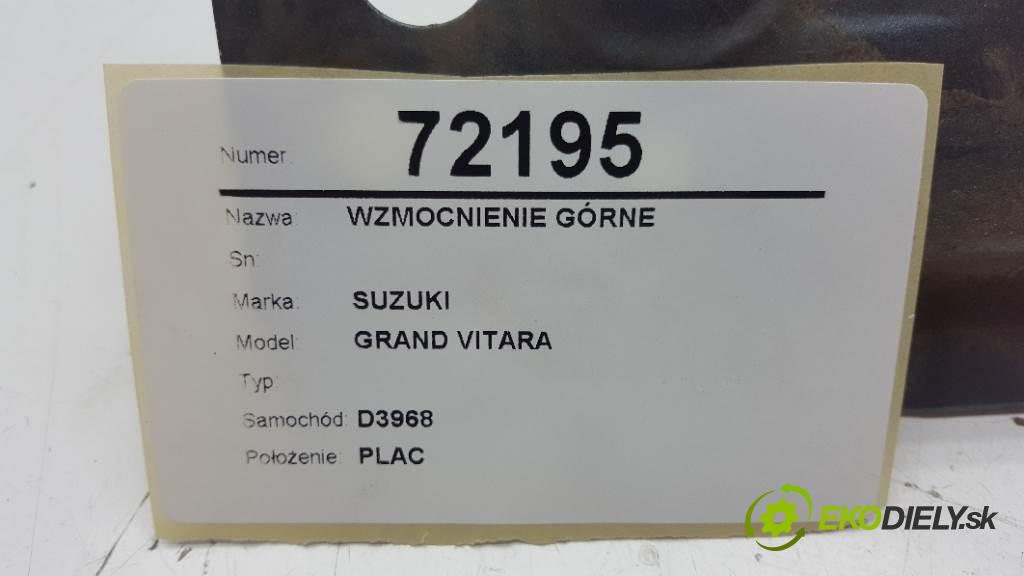 Numer: 72195
Nazwa: WZMOCNIENIE GÓRNE
Sn:
Marka: SUZUKI
Model: GRAND VITARA
Typ:
Samochód: D3968
Położenie: PLAC
EKODIELY.sk